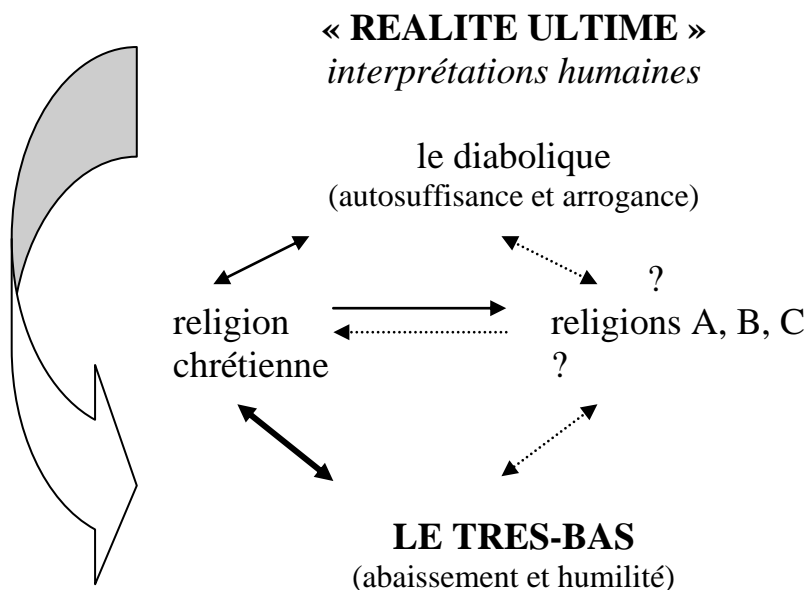 « REALITE ULTIME »
interprétations humaines
le diabolique
(autosuffisance et arrogance)
?
religion
chrétienne
religions A, B, C
?
LE TRES-BAS
(abaissement et humilité)